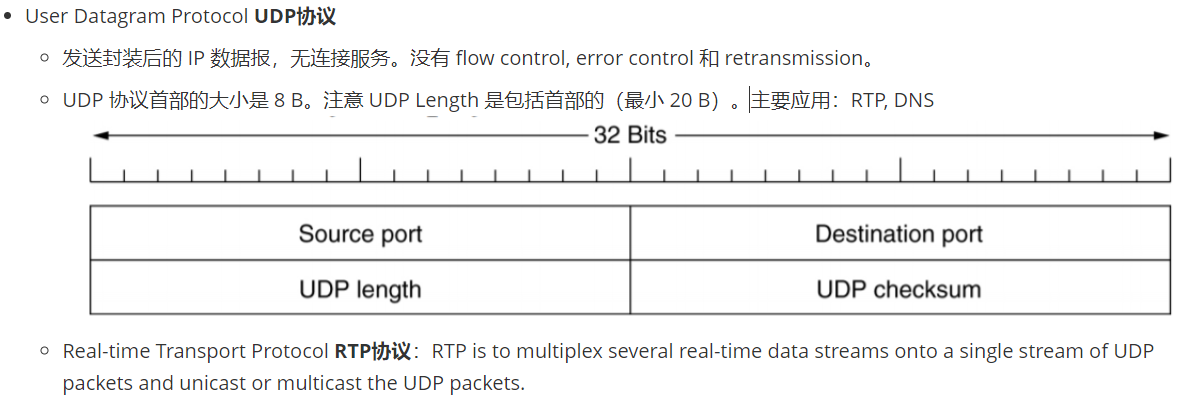 User Datagram Protocol UDP协议
发送封装后的 IP 数据报，无连接服务。没有 flow control, error control 和 retransmission。
UDP 协议首部的大小是 8 B。注意 UDP Length 是包括首部的（最小 20 B）。主要应用：RTP, DNS
32 Bits
Source port Destination port
UDP length UDP checksum
Real-time Transport Protocol RTP协议：RTP is to multiplex several real-time data streams onto a single stream of UDP
packets and unicast or multicast the UDP packets.